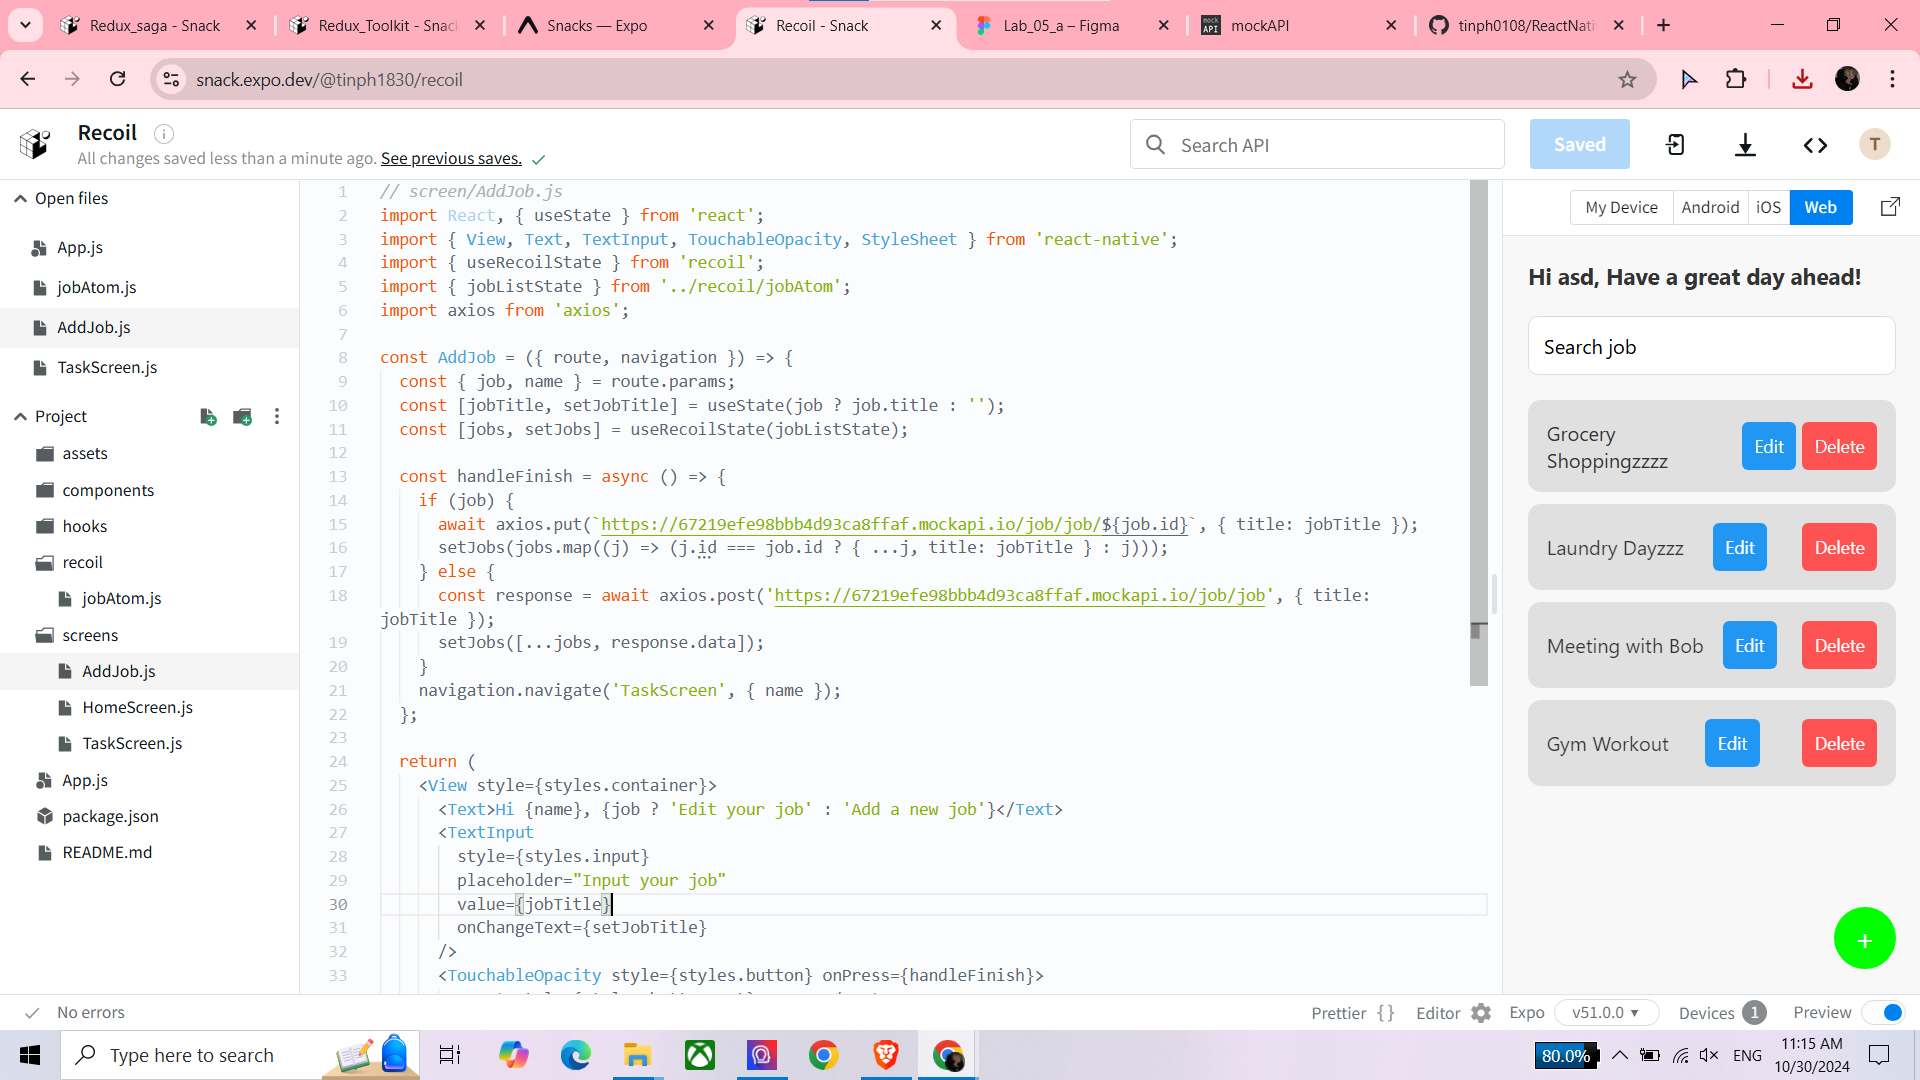 Redux_saga - Snack
Redux_Toolkit - Snac
Snacks — Expo
Recoil - Snack
Lab_05_a – Figma
mock API
mockAPI
tinph0108/ReactNati
snack.expo.dev/@tinph1830/recoil
Recoil
All changes saved less than a minute ago. See previous saves.
Search API
Saved
T
Open files
App.js
jobAtom.js
AddJob.js
TaskScreen.js
Project
assets
components
hooks
recoil
jobAtom.js
screens
AddJob.js
HomeScreen.js
TaskScreen.js
App.js
package.json
README.md
1 // screen/AddJob.js
2 import React, { useState } from 'react';
3 import { View, Text, TextInput, TouchableOpacity, StyleSheet } from 'react-native';
4 import { useRecoilState } from 'recoil';
5 import { jobListState } from '../recoil/jobAtom';
6 import axios from 'axios';
7
8 const AddJob = ({ route, navigation }) => {
9 const { job, name } = route.params;
10 const [jobTitle, setJobTitle] = useState(job ? job.title : '');
11 const [jobs, setJobs] = useRecoilState(jobListState);
12
13 const handleFinish = async () => {
14 if (job) {
15 await axios.put(`https://67219efe98bbb4d93ca8ffaf.mockapi.io/job/job/${job.id}`, { title: jobTitle });
16 setJobs(jobs.map((j) => (j.id === job.id ? { ...j, title: jobTitle } : j)));
17 } else {
18 const response = await axios.post('https://67219efe98bbb4d93ca8ffaf.mockapi.io/job/job', { title:
jobTitle });
19 setJobs([...jobs, response.data]);
20 }
21 navigation.navigate('TaskScreen', { name });
22 };
23
24 return (
25 <View style={styles.container}>
26 <Text>Hi {name}, {job ? 'Edit your job' : 'Add a new job'}</Text>
27 <TextInput
28 style={styles.input}
29 placeholder="Input your job"
30 value={jobTitle}
31 onChangeText={setJobTitle}
32 />
33 <TouchableOpacity style={styles.button} onPress={handleFinish}>
My Device
Android
iOS
Web
Hi asd, Have a great day ahead!
Search job
Grocery
Shoppingzzzz
Edit
Delete
Laundry Dayzzz
Edit
Delete
Meeting with Bob
Edit
Delete
Gym Workout
Edit
Delete
+
No errors
Prettier {}
Editor
Expo
v51.0.0
Devices
1
Preview
Type here to search
80.0%
ENG
11:15 AM
10/30/2024